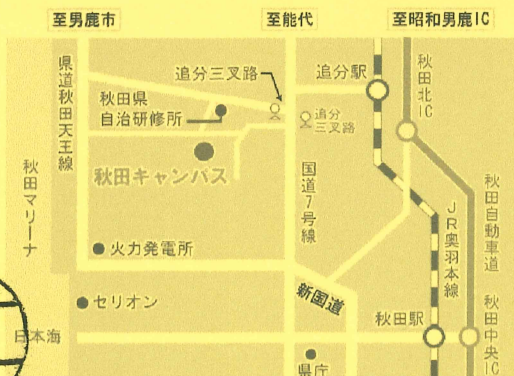 至男鹿市
至能代
至昭和男鹿IC
県道秋田天王線
追分三叉路
追分駅
秋田北IC
秋田県
自治研修所
追分
三叉路
秋田キャンパス
秋田マリーナ
国道7号線
秋田自動車道
JR奥羽本線
火力発電所
新国道
セリオン
秋田駅
秋田中央IC
日本海
県庁